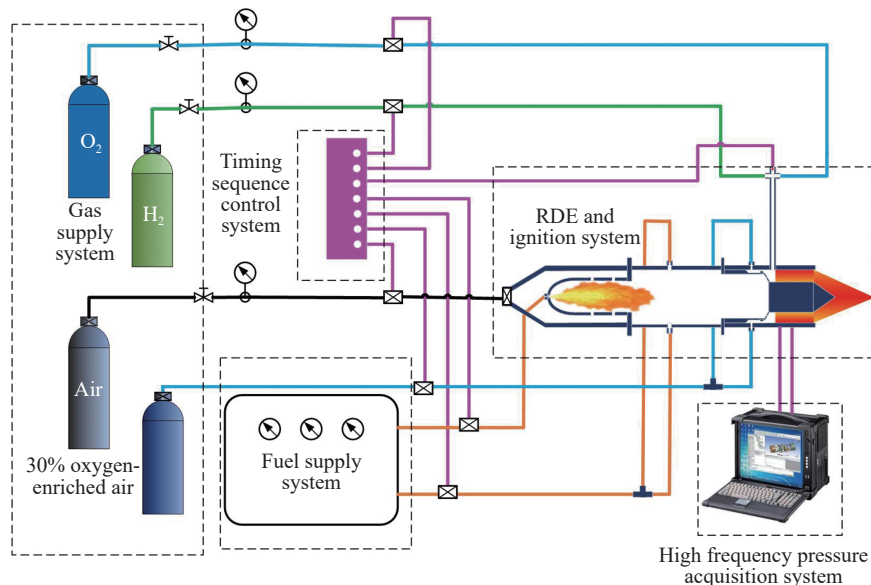 O2
H2
Gas
supply
system
Timing
sequence
control
system
RDE and
ignition system
Air
30% oxygen-
enriched air
Fuel supply
system
High frequency pressure
acquisition system